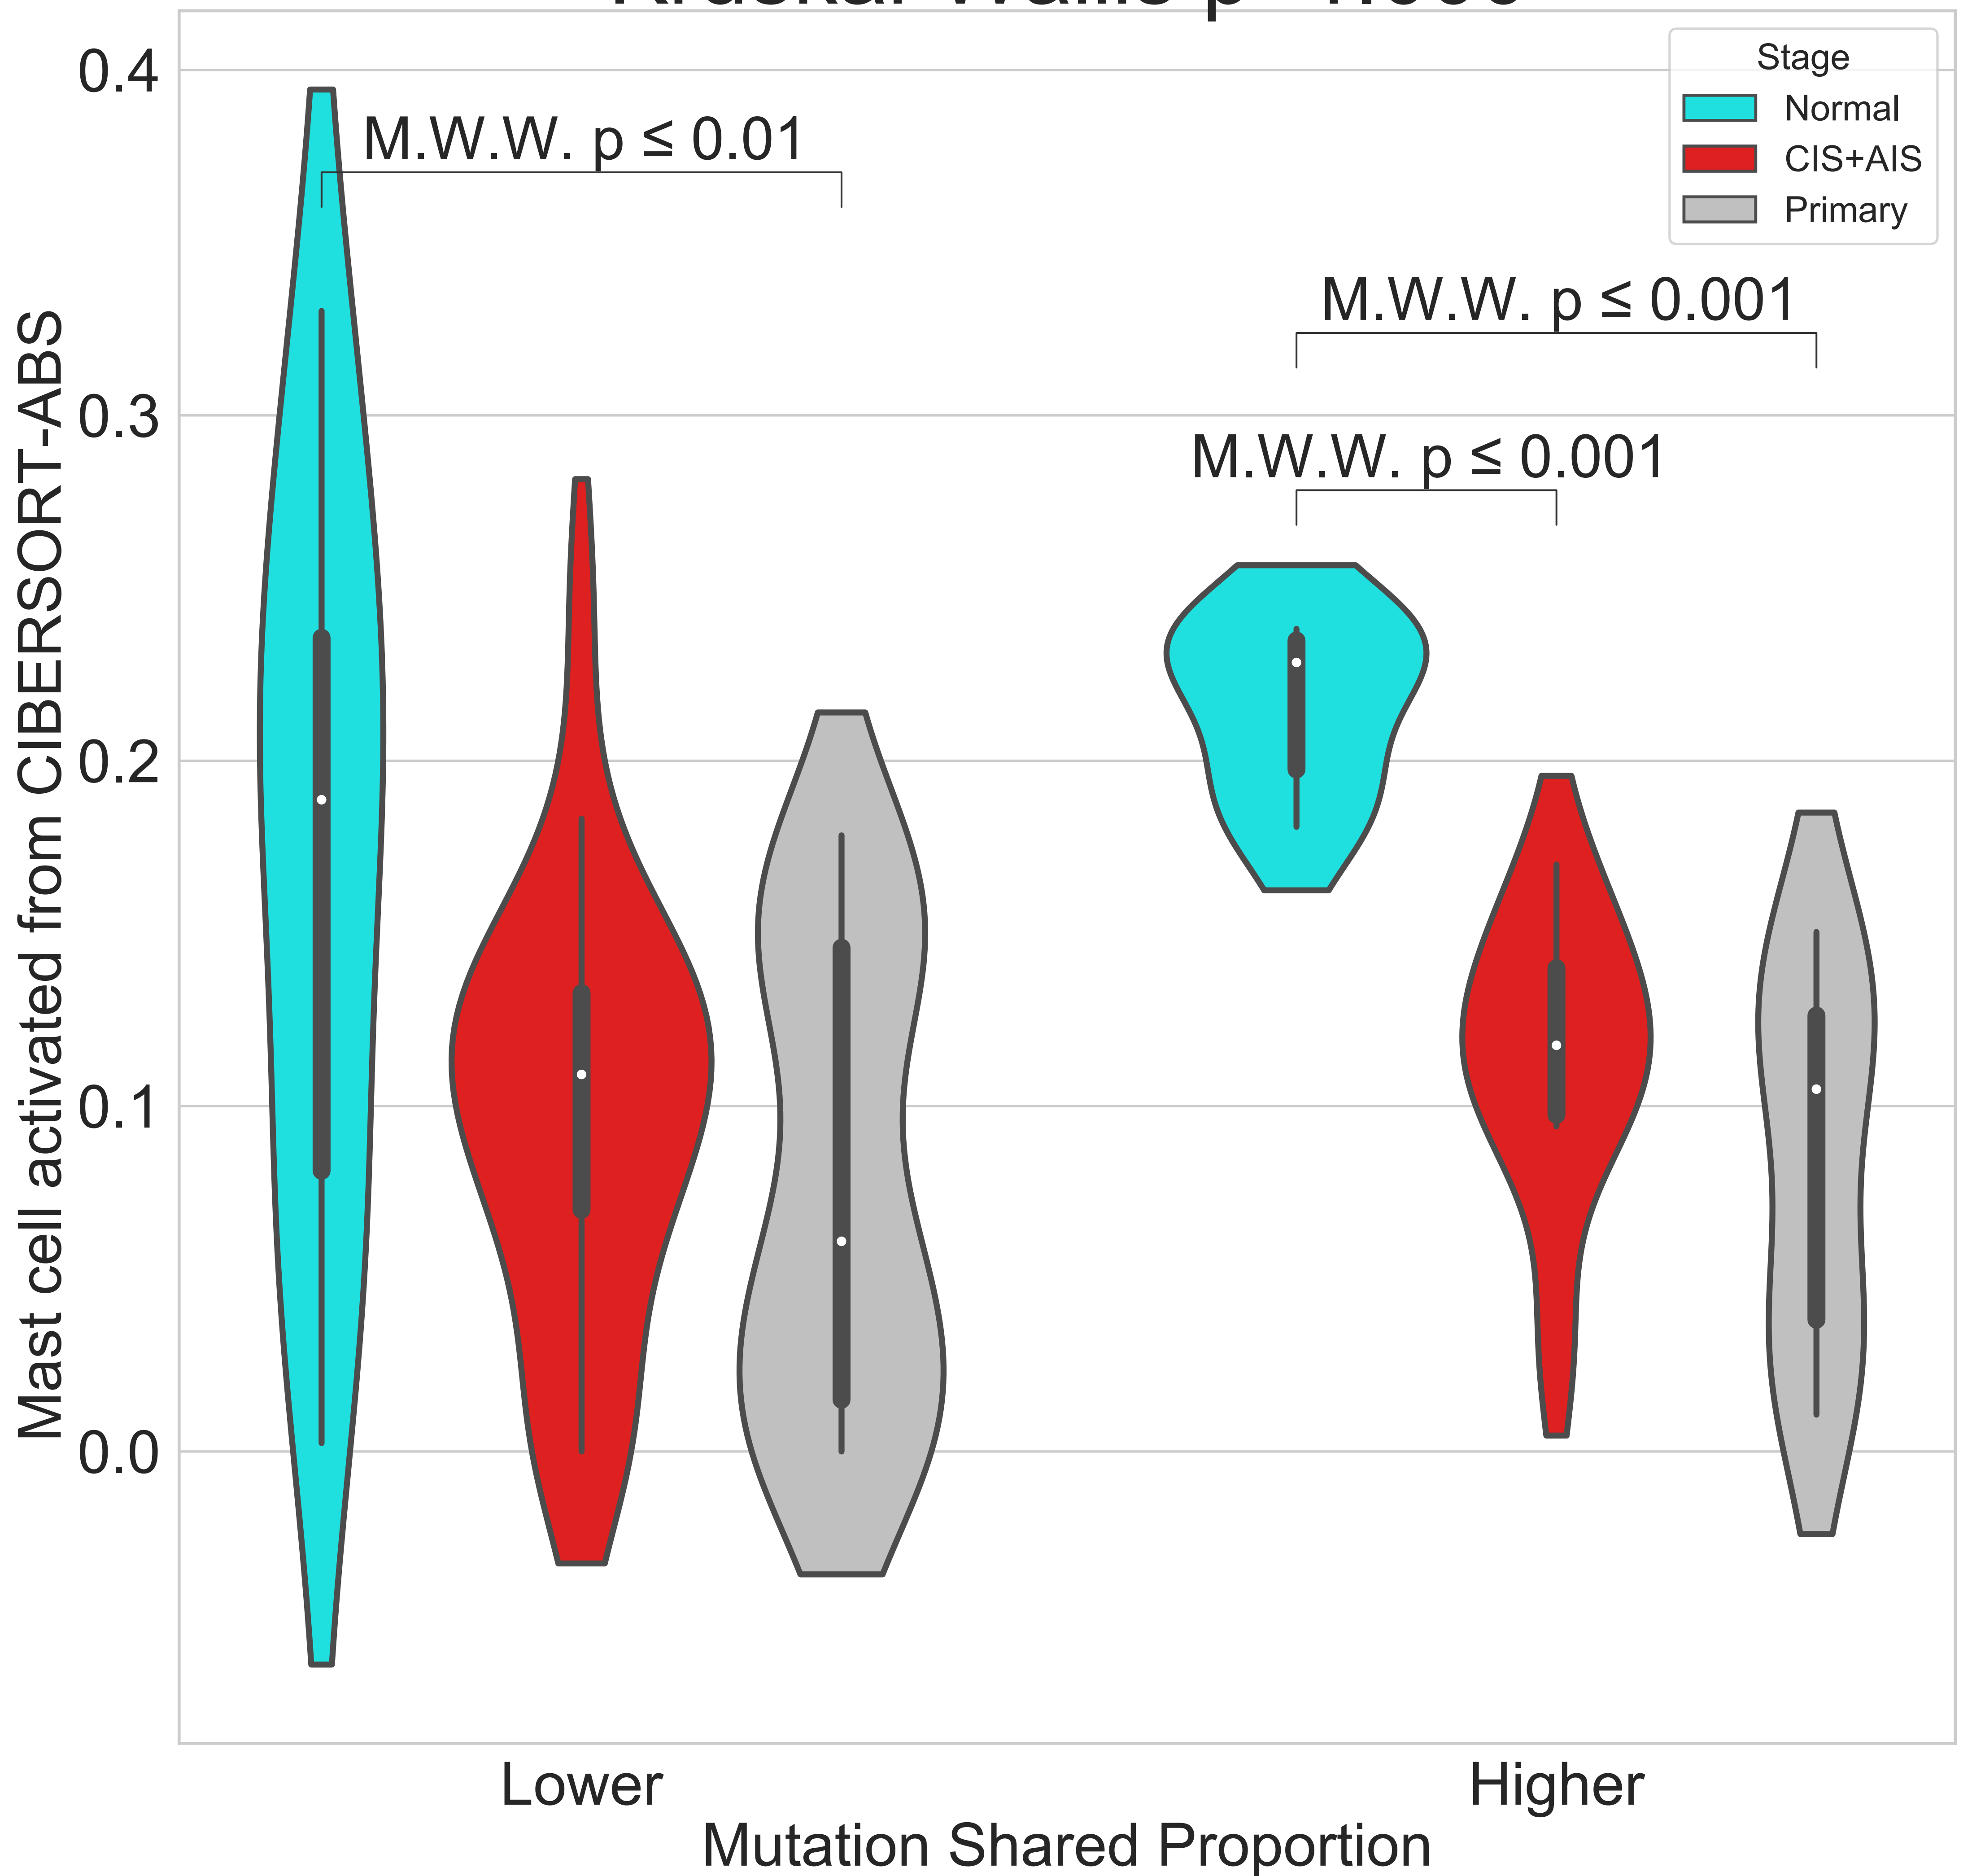 Stage
Normal
CIS+AIS
Primary
M.W.W. p ≤ 0.01
M.W.W. p ≤ 0.001
M.W.W. p ≤ 0.001
Mast cell activated from CIBERSORT-ABS
0.4
0.3
0.2
0.1
0.0
Lower
Higher
Mutation Shared Proportion